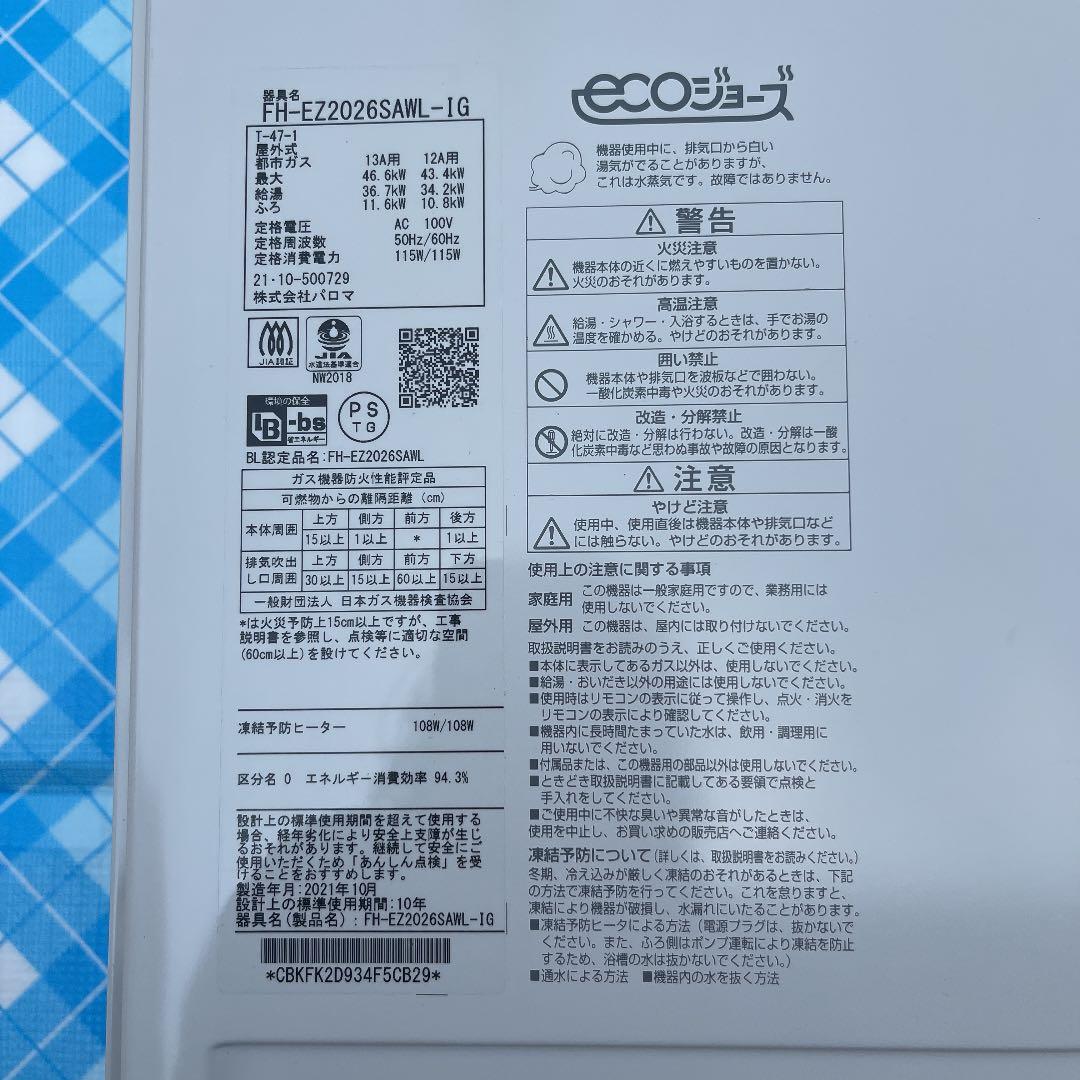 器具名
FH-EZ2026SAWL-IG
T-47-1
屋外式
都市ガス 13A用 12A用
最大 46.6kW 43.4kW
給湯 36.7kW 34.2kW
ふろ 11.6kW 10.8kW
定格電圧 AC 100V
定格周波数 50Hz/60Hz
定格消費電力 115W/115W
21・10-500729
株式会社パロマ
JIA認証
JIA
水道法基準適合
NW2018
環境の保全
BL -bs
省エネルギー
PS
TG
BL認定品名:FH-EZ2026SAWL
ガス機器防火性能評定品
可燃物からの離隔距離 (cm)
本体周囲 上方 側方 前方 後方
15以上 1以上 * 1以上
排気吹出し口周囲 上方 側方 前方 下方
30以上 15以上 60以上 15以上
一般財団法人 日本ガス機器検査協会
*は火災予防上15cm以上ですが、工事
説明書を参照し、点検等に適切な空間
(60cm以上)を設けてください。
凍結予防ヒーター 108W/108W
区分名 0 エネルギー消費効率 94.3%
設計上の標準使用期間を超えて使用する
場合、経年劣化により安全上支障が生じ
るおそれがあります。継続して安全にご
使用いただくため「あんしん点検」を受
けることをおすすめします。
製造年月:2021年10月
設計上の標準使用期間:10年
器具名(製品名):FH-EZ2026SAWL-IG
*CBKFK2D934F5CB29*
ecoジョーズ
機器使用中に、排気口から白い
湯気がでることがありますが、
これは水蒸気です。故障ではありません。
警告
火災注意
機器本体の近くに燃えやすいものを置かない。
火災のおそれがあります。
高温注意
給湯・シャワー・入浴するときは、手でお湯の
温度を確かめる。やけどのおそれがあります。
囲い禁止
機器本体や排気口を波板などで囲わない。
一酸化炭素中毒や火災のおそれがあります。
改造・分解禁止
絶対に改造・分解は行わない。改造・分解は一酸
化炭素中毒など思わぬ事故や故障の原因となります。
注意
やけど注意
使用中、使用直後は機器本体や排気口など
には触らない。やけどのおそれがあります。
使用上の注意に関する事項
家庭用 この機器は一般家庭用ですので、業務用には
使用しないでください。
屋外用 この機器は、屋内には取り付けないでください。
取扱説明書をお読みのうえ、正しくご使用ください。
■本体に表示してあるガス以外は、使用しないでください。
■給湯・おいだき以外の用途には使用しないでください。
■使用時はリモコンの表示に従って操作し、点火・消火を
リモコンの表示により確認してください。
■機器内に長時間たまっていた水は、飲用・調理用に
用いないでください。
■付属品または、この機器用の部品以外は使用しないでください。
■ときどき取扱説明書に記載してある要領で点検と
手入れをしてください。
■ご使用中に不快な臭いや異常な音がしたときは、
使用を中止し、お買い求めの販売店へご連絡ください。
凍結予防について(詳しくは、取扱説明書をお読みください。)
冬期、冷え込みが厳しく凍結のおそれがあるときは、下記
の方法で凍結予防を行ってください。これを怠りますと、
凍結により機器が破損し、水漏れにいたることがあります。
■凍結予防ヒータによる方法(電源プラグは、抜かないで
ください。また、ふろ側はポンプ運転により凍結を防止
するため、浴槽の水は抜かないでください。)
■通水による方法 ■機器内の水を抜く方法